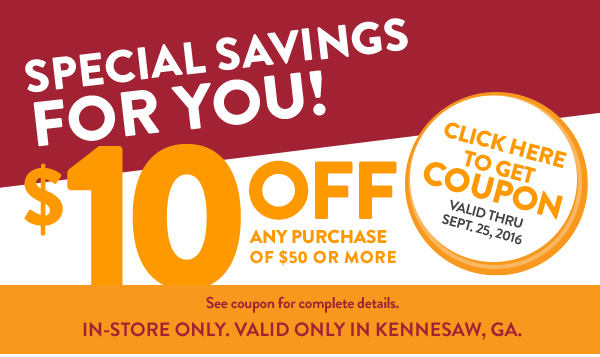 SPECIAL SAVINGS
FOR YOU!
$10 OFF
ANY PURCHASE
OF $50 OR MORE
CLICK HERE
TO GET
COUPON
VALID THRU
SEPT. 25, 2016
See coupon for complete details.
IN-STORE ONLY. VALID ONLY IN KENNESAW, GA.